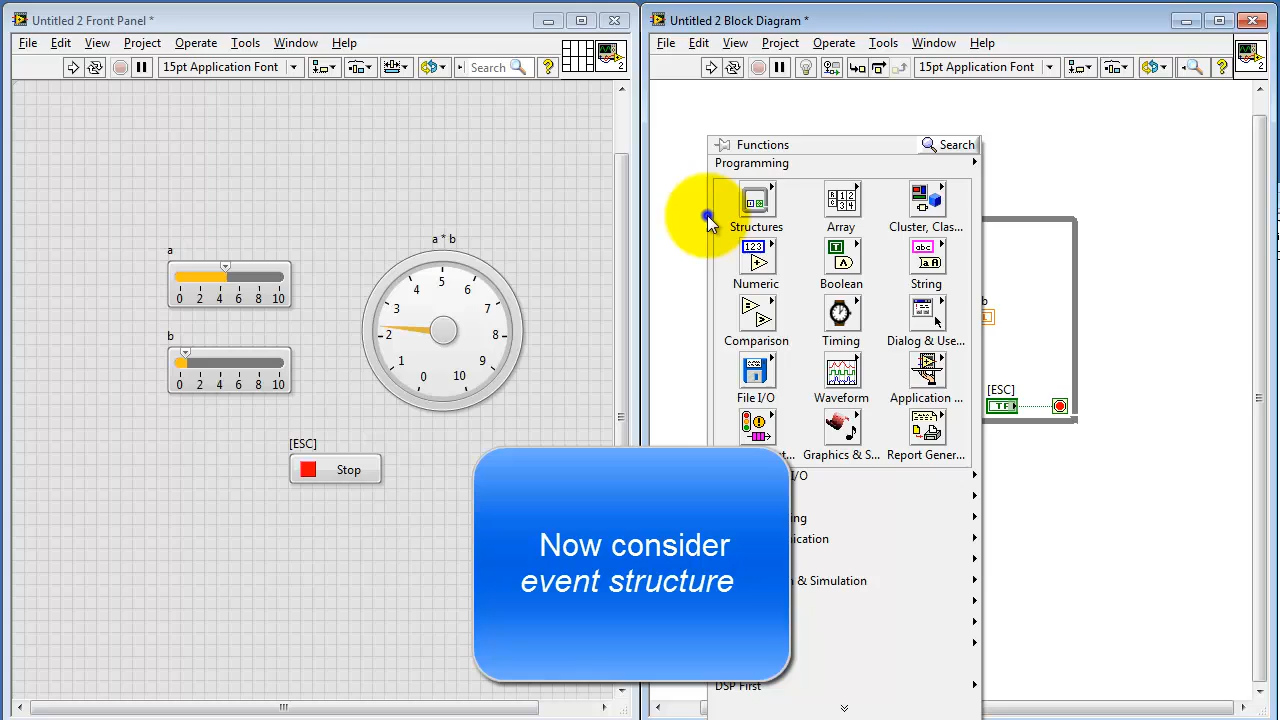 Untitled 2 Front Panel *
File Edit View Project Operate Tools Window Help
15pt Application Font
Search
2
a
0 2 4 6 8 10
b
0 2 4 6 8 10
a * b
0 1 2 3 4 5 6 7 8 9 10
[ESC]
Stop
Untitled 2 Block Diagram *
File Edit View Project Operate Tools Window Help
15pt Application Font
2
Functions Search
Programming
Structures Array Cluster, Clas...
Numeric Boolean String
Comparison Timing Dialog & Use...
File I/O Waveform Application ...
Graphics & S... Report Gener...
I/O
& Simulation
DSP First
b
[ESC]
TF
Now consider
event structure